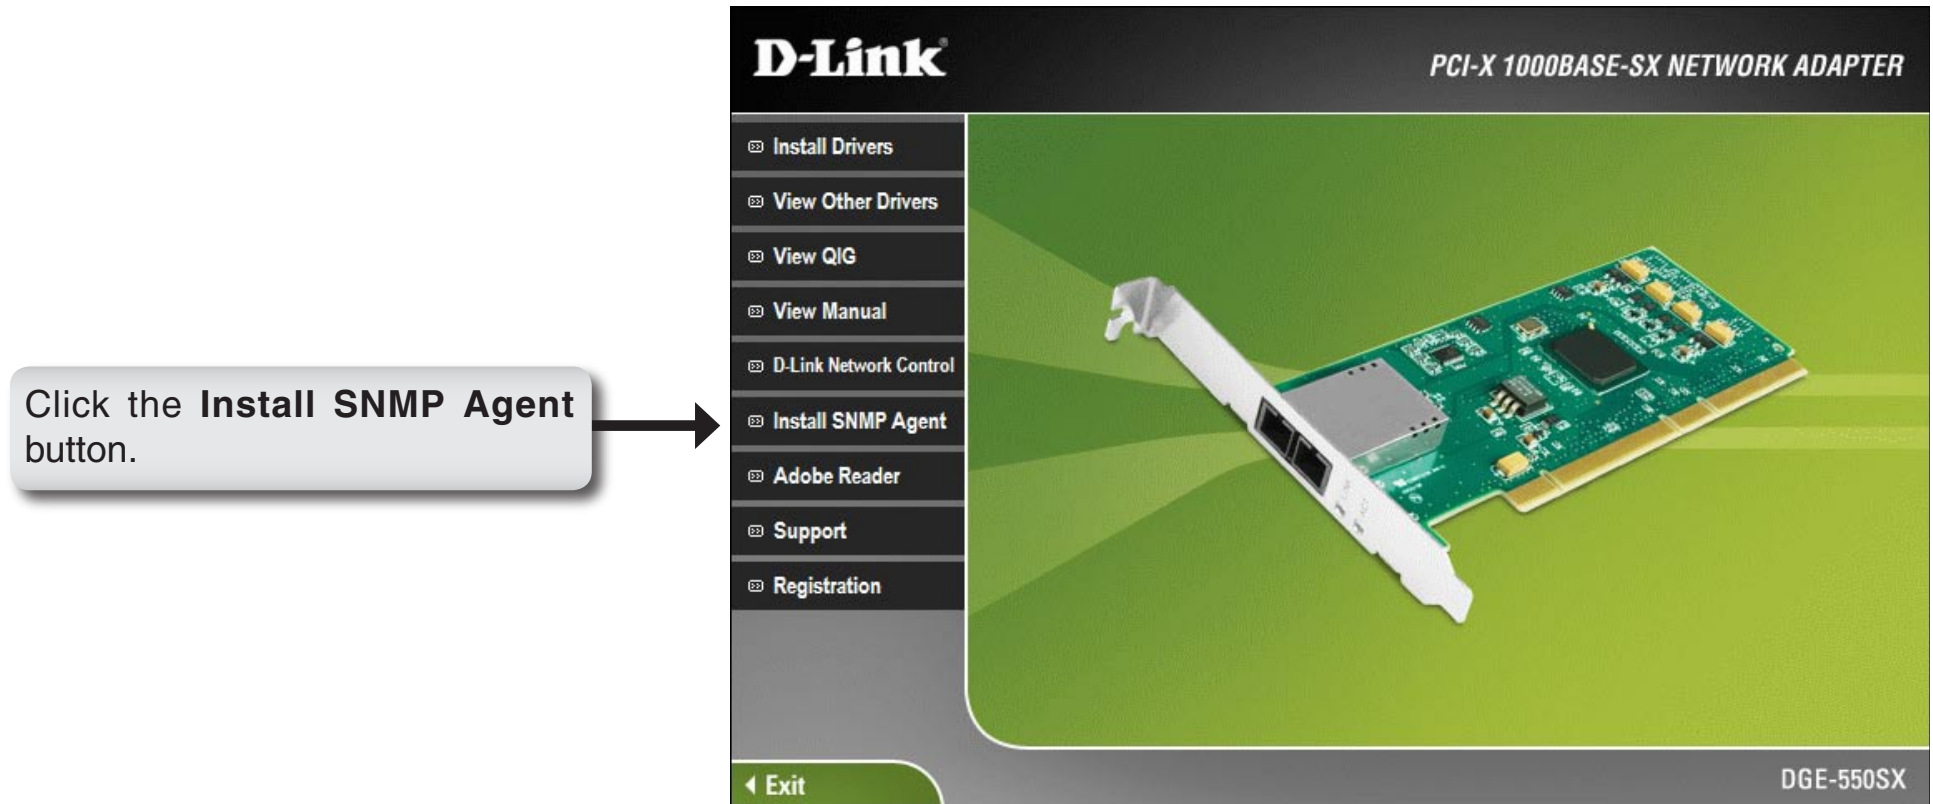 D-Link®
PCI-X 1000BASE-SX NETWORK ADAPTER
Install Drivers
View Other Drivers
View QIG
View Manual
D-Link Network Control
Click the Install SNMP Agent
button.
Install SNMP Agent
Adobe Reader
Support
Registration
Exit
DGE-550SX